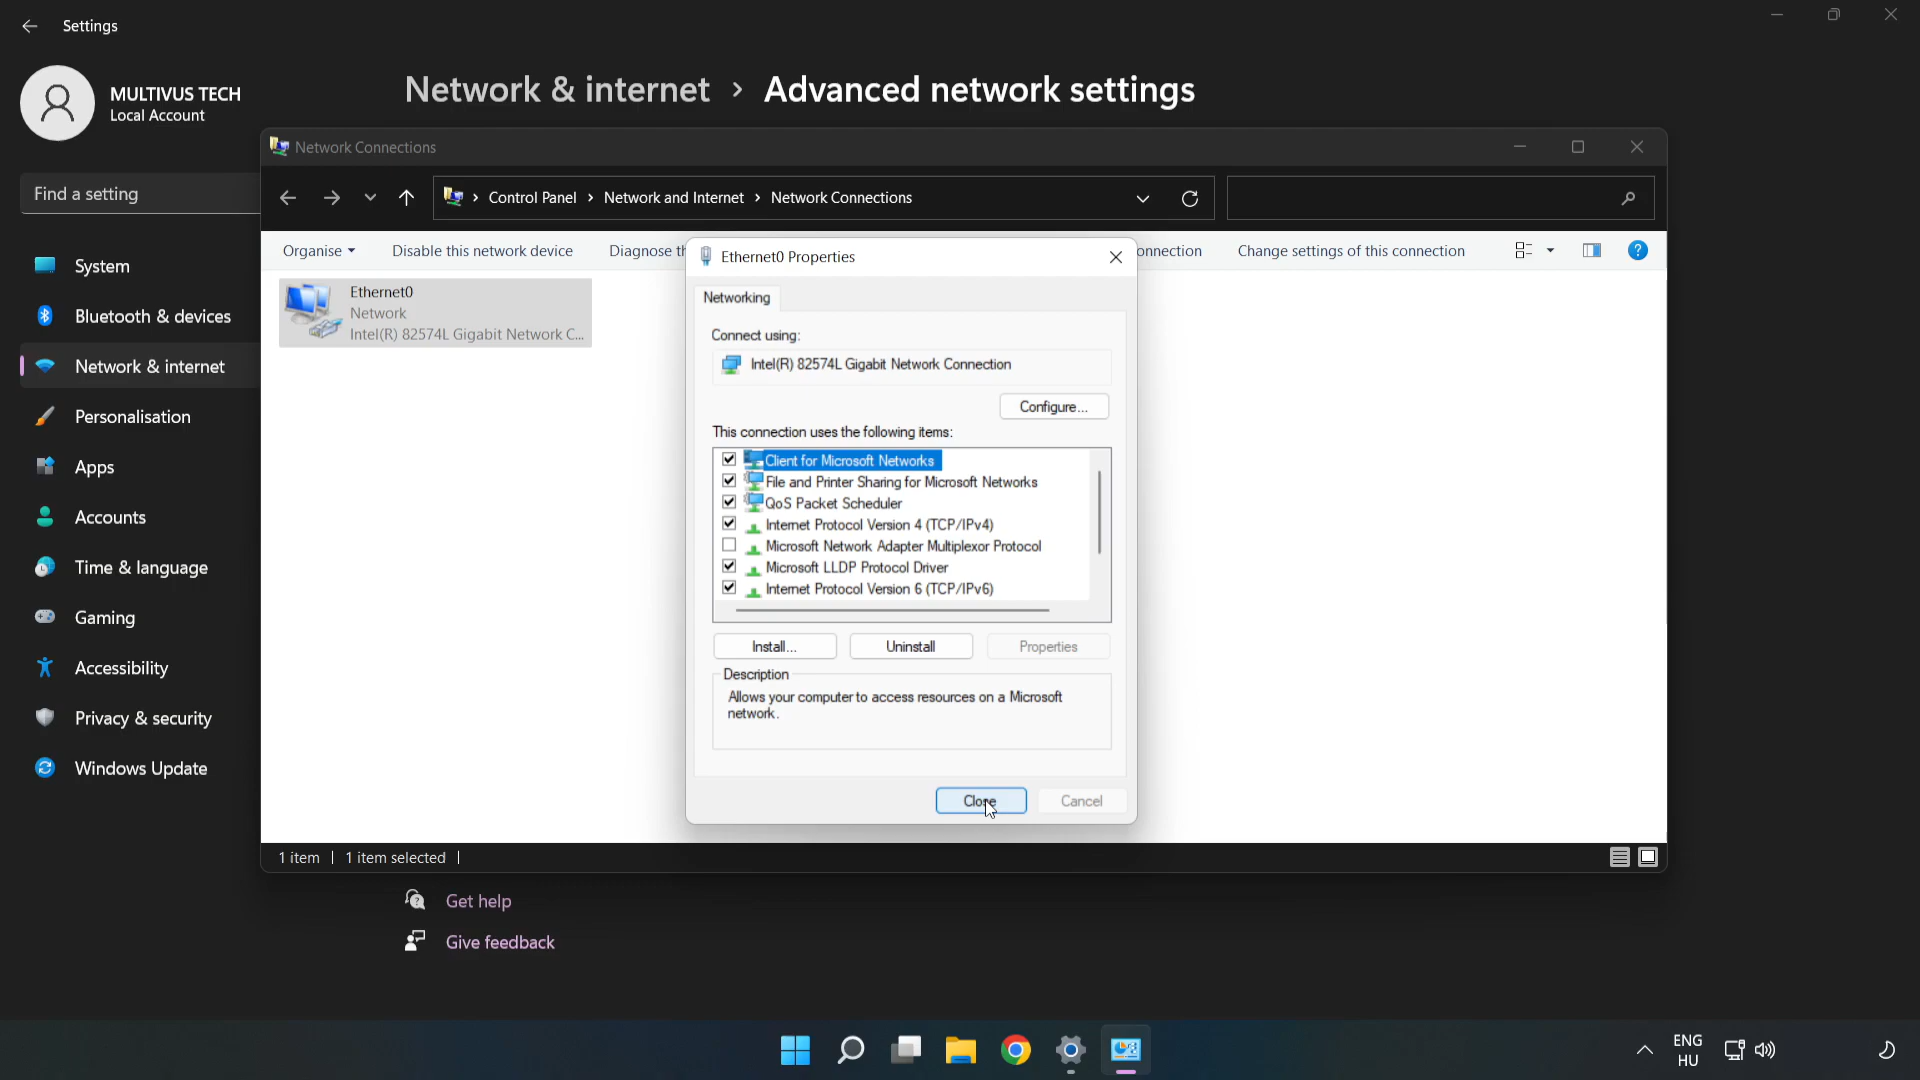 Settings
MULTIVUS TECH
Local Account
Network & internet › Advanced network settings
Find a setting
System
Bluetooth & devices
Network & internet
Personalisation
Apps
Accounts
Time & language
Gaming
Accessibility
Privacy & security
Windows Update
Network Connections
Control Panel › Network and Internet › Network Connections
Organise Disable this network device Diagnose th onnection Change settings of this connection
Ethernet0
Network
Intel(R) 82574L Gigabit Network C...
Ethernet0 Properties
Networking
Connect using:
Intel(R) 82574L Gigabit Network Connection
Configure...
This connection uses the following items:
Client for Microsoft Networks
File and Printer Sharing for Microsoft Networks
QoS Packet Scheduler
Internet Protocol Version 4 (TCP/IPv4)
Microsoft Network Adapter Multiplexor Protocol
Microsoft LLDP Protocol Driver
Internet Protocol Version 6 (TCP/IPv6)
Install... Uninstall Properties
Description
Allows your computer to access resources on a Microsoft
network.
Close Cancel
1 item 1 item selected
Get help
Give feedback
ENG
HU